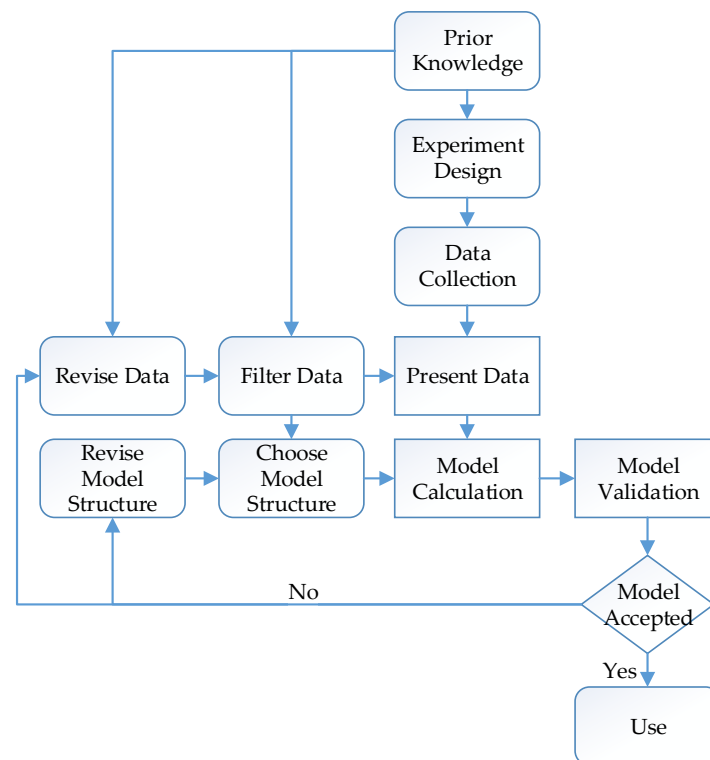 Prior
Knowledge
Experiment
Design
Data
Collection
Revise Data
Filter Data
Present Data
Revise
Model
Structure
Choose
Model
Structure
Model
Calculation
Model
Validation
No
Model
Accepted
Yes
Use